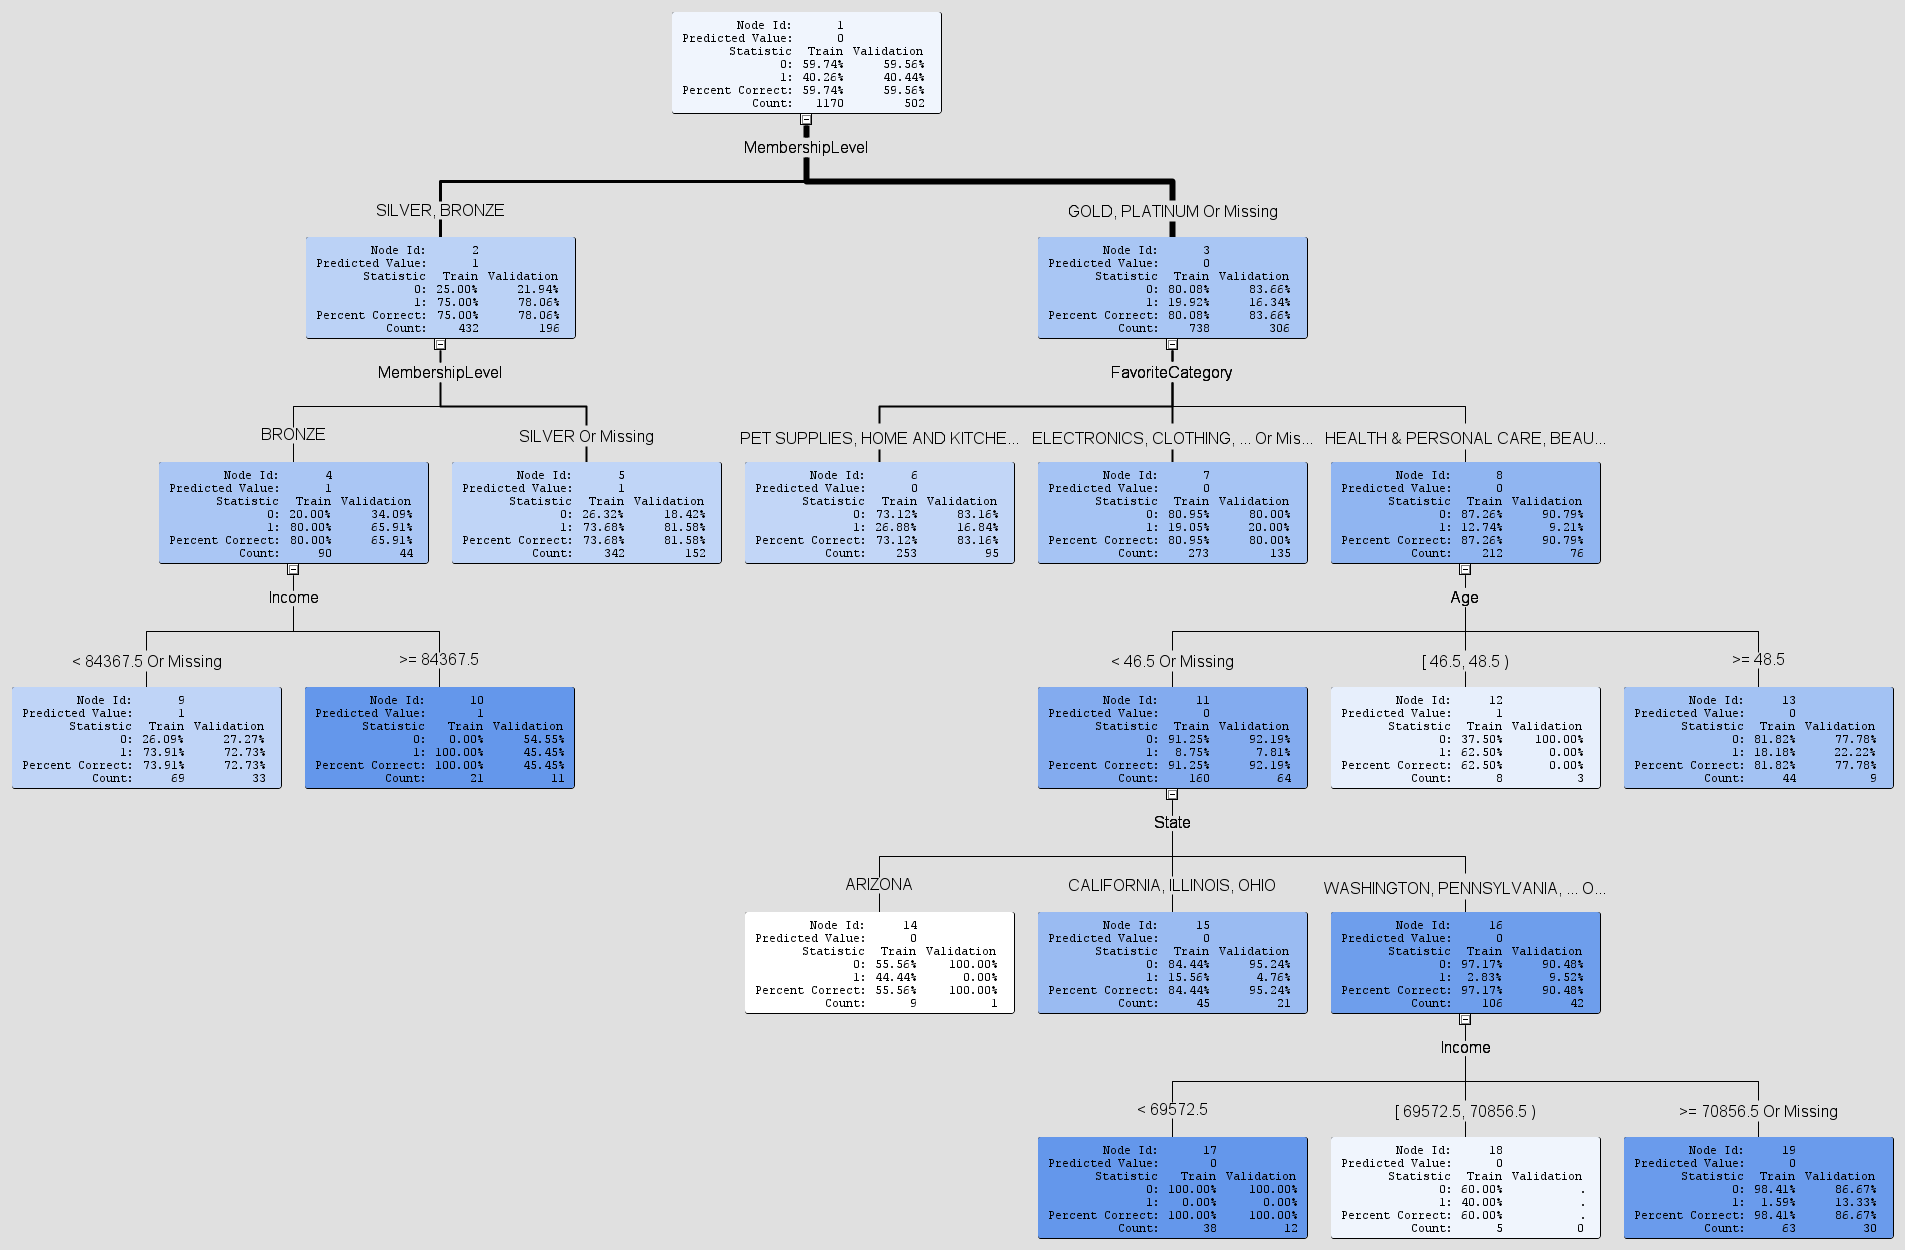 Node Id: 1
Predicted Value: 0
Statistic Train Validation
0: 59.74% 59.56%
1: 40.26% 40.44%
Percent Correct: 59.74% 59.56%
Count: 1170 502
MembershipLevel
SILVER, BRONZE
GOLD, PLATINUM Or Missing
Node Id: 2
Predicted Value: 1
Statistic Train Validation
0: 25.00% 21.94%
1: 75.00% 78.06%
Percent Correct: 75.00% 78.06%
Count: 432 196
Node Id: 3
Predicted Value: 0
Statistic Train Validation
0: 80.08% 83.66%
1: 19.92% 16.34%
Percent Correct: 80.08% 83.66%
Count: 738 306
MembershipLevel
FavoriteCategory
BRONZE
SILVER Or Missing
PET SUPPLIES, HOME AND KITCHE...
ELECTRONICS, CLOTHING, ... Or Mis...
HEALTH & PERSONAL CARE, BEAU...
Node Id: 4
Predicted Value: 1
Statistic Train Validation
0: 20.00% 34.09%
1: 80.00% 65.91%
Percent Correct: 80.00% 65.91%
Count: 90 44
Node Id: 5
Predicted Value: 1
Statistic Train Validation
0: 26.32% 18.42%
1: 73.68% 81.58%
Percent Correct: 73.68% 81.58%
Count: 342 152
Node Id: 6
Predicted Value: 0
Statistic Train Validation
0: 73.12% 83.16%
1: 26.88% 16.84%
Percent Correct: 73.12% 83.16%
Count: 253 95
Node Id: 7
Predicted Value: 0
Statistic Train Validation
0: 80.95% 80.00%
1: 19.05% 20.00%
Percent Correct: 80.95% 80.00%
Count: 273 135
Node Id: 8
Predicted Value: 0
Statistic Train Validation
0: 87.26% 90.79%
1: 12.74% 9.21%
Percent Correct: 87.26% 90.79%
Count: 212 76
Income
Age
< 84367.5 Or Missing
>= 84367.5
< 46.5 Or Missing
[ 46.5, 48.5 )
>= 48.5
Node Id: 9
Predicted Value: 1
Statistic Train Validation
0: 26.09% 27.27%
1: 73.91% 72.73%
Percent Correct: 73.91% 72.73%
Count: 69 33
Node Id: 10
Predicted Value: 1
Statistic Train Validation
0: 0.00% 54.55%
1: 100.00% 45.45%
Percent Correct: 100.00% 45.45%
Count: 21 11
Node Id: 11
Predicted Value: 0
Statistic Train Validation
0: 91.25% 92.19%
1: 8.75% 7.81%
Percent Correct: 91.25% 92.19%
Count: 160 64
Node Id: 12
Predicted Value: 1
Statistic Train Validation
0: 37.50% 100.00%
1: 62.50% 0.00%
Percent Correct: 62.50% 0.00%
Count: 8 3
Node Id: 13
Predicted Value: 0
Statistic Train Validation
0: 81.82% 77.78%
1: 18.18% 22.22%
Percent Correct: 81.82% 77.78%
Count: 44 9
State
ARIZONA
CALIFORNIA, ILLINOIS, OHIO
WASHINGTON, PENNSYLVANIA, ... O...
Node Id: 14
Predicted Value: 0
Statistic Train Validation
0: 55.56% 100.00%
1: 44.44% 0.00%
Percent Correct: 55.56% 100.00%
Count: 9 1
Node Id: 15
Predicted Value: 0
Statistic Train Validation
0: 84.44% 95.24%
1: 15.56% 4.76%
Percent Correct: 84.44% 95.24%
Count: 45 21
Node Id: 16
Predicted Value: 0
Statistic Train Validation
0: 97.17% 90.48%
1: 2.83% 9.52%
Percent Correct: 97.17% 90.48%
Count: 106 42
Income
< 69572.5
[ 69572.5, 70856.5 )
>= 70856.5 Or Missing
Node Id: 17
Predicted Value: 0
Statistic Train Validation
0: 100.00% 100.00%
1: 0.00% 0.00%
Percent Correct: 100.00% 100.00%
Count: 38 12
Node Id: 18
Predicted Value: 0
Statistic Train Validation
0: 60.00% .
1: 40.00% .
Percent Correct: 60.00% .
Count: 5 0
Node Id: 19
Predicted Value: 0
Statistic Train Validation
0: 98.41% 86.67%
1: 1.59% 13.33%
Percent Correct: 98.41% 86.67%
Count: 63 30